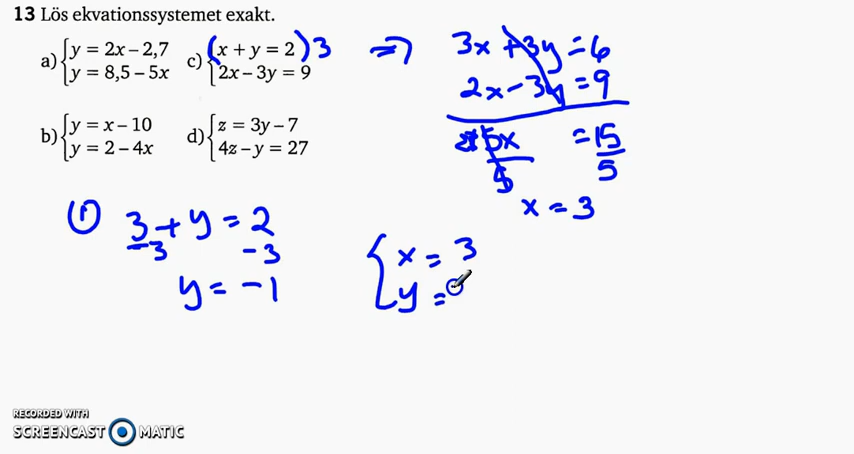 13 Lös ekvationssystemet exakt.
a) { y = 2x – 2,7
y = 8,5 – 5x
c) { (x + y = 2) 3
2x – 3y = 9
b) { y = x – 10
y = 2 – 4x
d) { z = 3y – 7
4z – y = 27
⇒ 3x + 3y = 6
2x – 3y = 9
5x = 15
5 5
x = 3
① 3 + y = 2
–3 –3
y = –1
{ x = 3
y =
RECORDED WITH
SCREENCAST MATIC